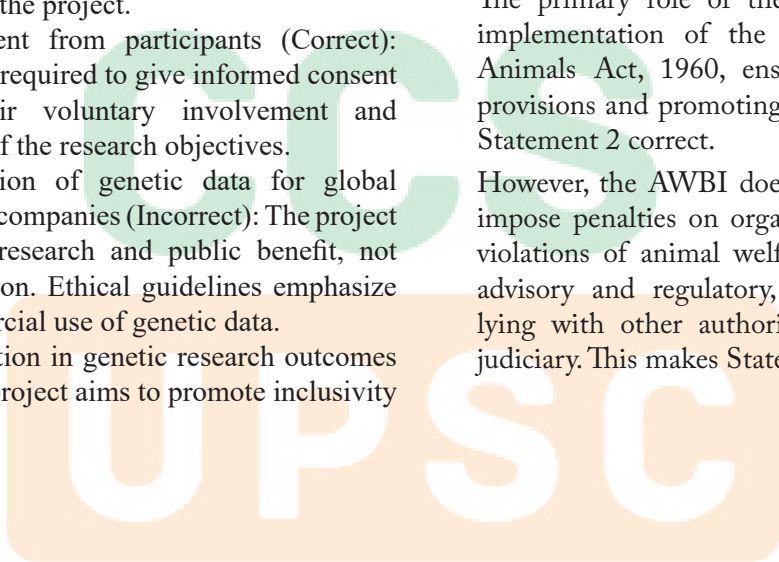 the project.
ent from participants (Correct):
required to give informed consent
ir voluntary involvement and
f the research objectives.
ion of genetic data for global
companies (Incorrect): The project
research and public benefit, not
on. Ethical guidelines emphasize
rcial use of genetic data.
tion in genetic research outcomes
project aims to promote inclusivity
The primary role of the
implementation of the
Animals Act, 1960, ens
provisions and promoting
Statement 2 correct.
However, the AWBI doe
impose penalties on orga
violations of animal welf
advisory and regulatory,
lying with other authori
judiciary. This makes State
CCS
UPSC